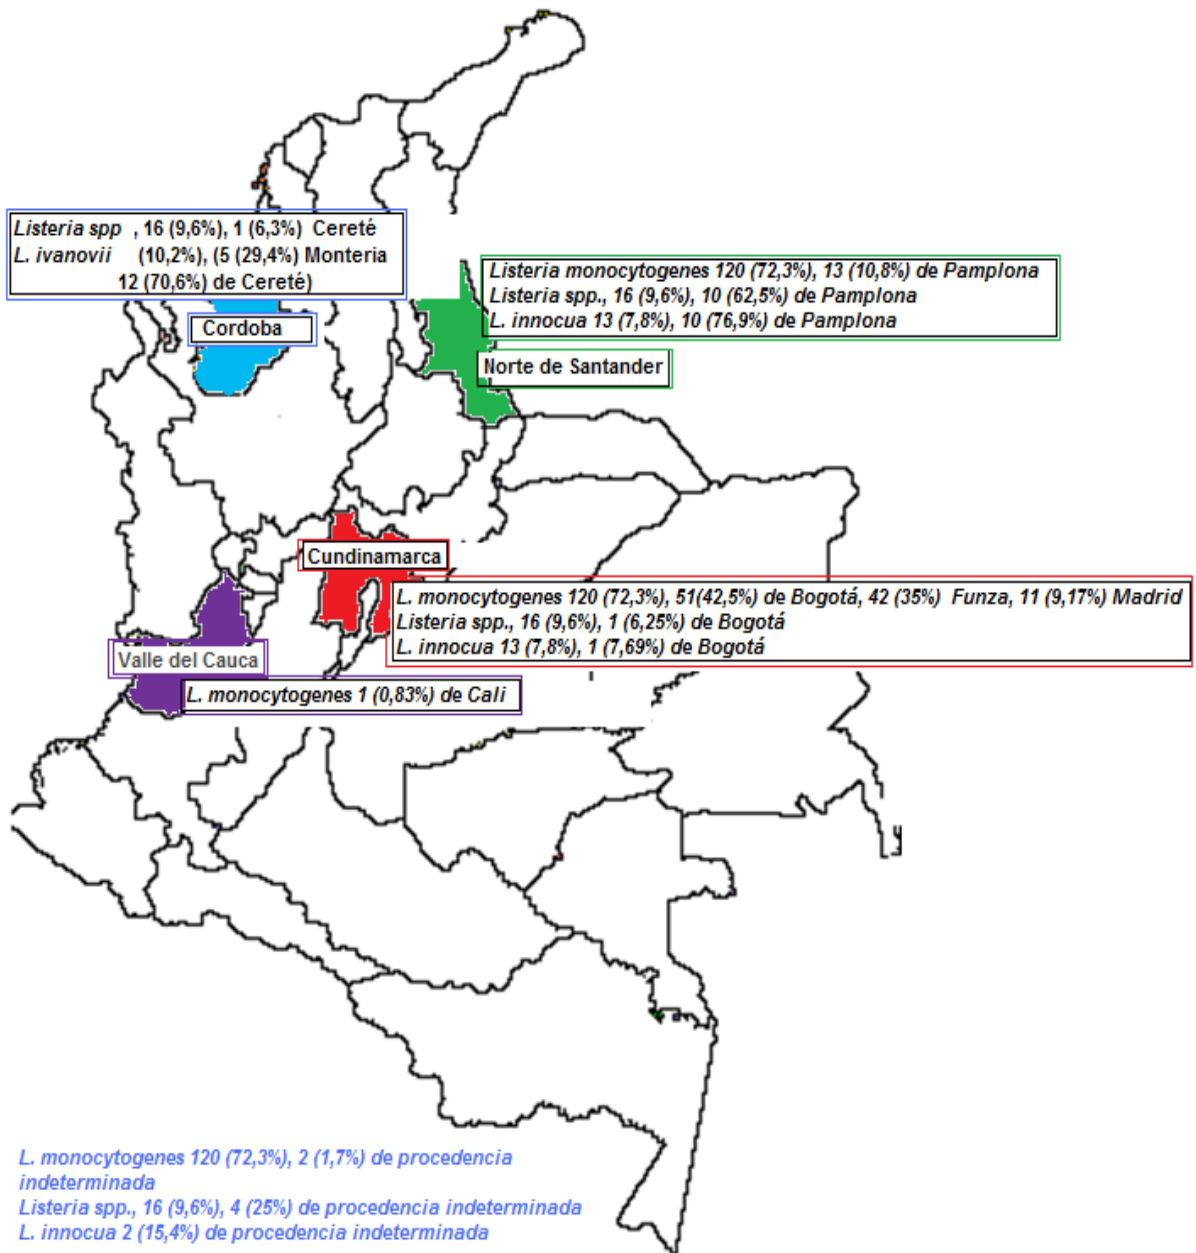 Listeria spp , 16 (9,6%), 1 (6,3%) Cereté
L. ivanovii (10,2%), (5 (29,4%) Monteria
12 (70,6%) de Cereté)
Cordoba
Listeria monocytogenes 120 (72,3%), 13 (10,8%) de Pamplona
Listeria spp., 16 (9,6%), 10 (62,5%) de Pamplona
L. innocua 13 (7,8%), 10 (76,9%) de Pamplona
Norte de Santander
Cundinamarca
L. monocytogenes 120 (72,3%), 51(42,5%) de Bogotá, 42 (35%) Funza, 11 (9,17%) Madrid
Listeria spp., 16 (9,6%), 1 (6,25%) de Bogotá
L. innocua 13 (7,8%), 1 (7,69%) de Bogotá
Valle del Cauca
L. monocytogenes 1 (0,83%) de Cali
L. monocytogenes 120 (72,3%), 2 (1,7%) de procedencia
indeterminada
Listeria spp., 16 (9,6%), 4 (25%) de procedencia indeterminada
L. innocua 2 (15,4%) de procedencia indeterminada